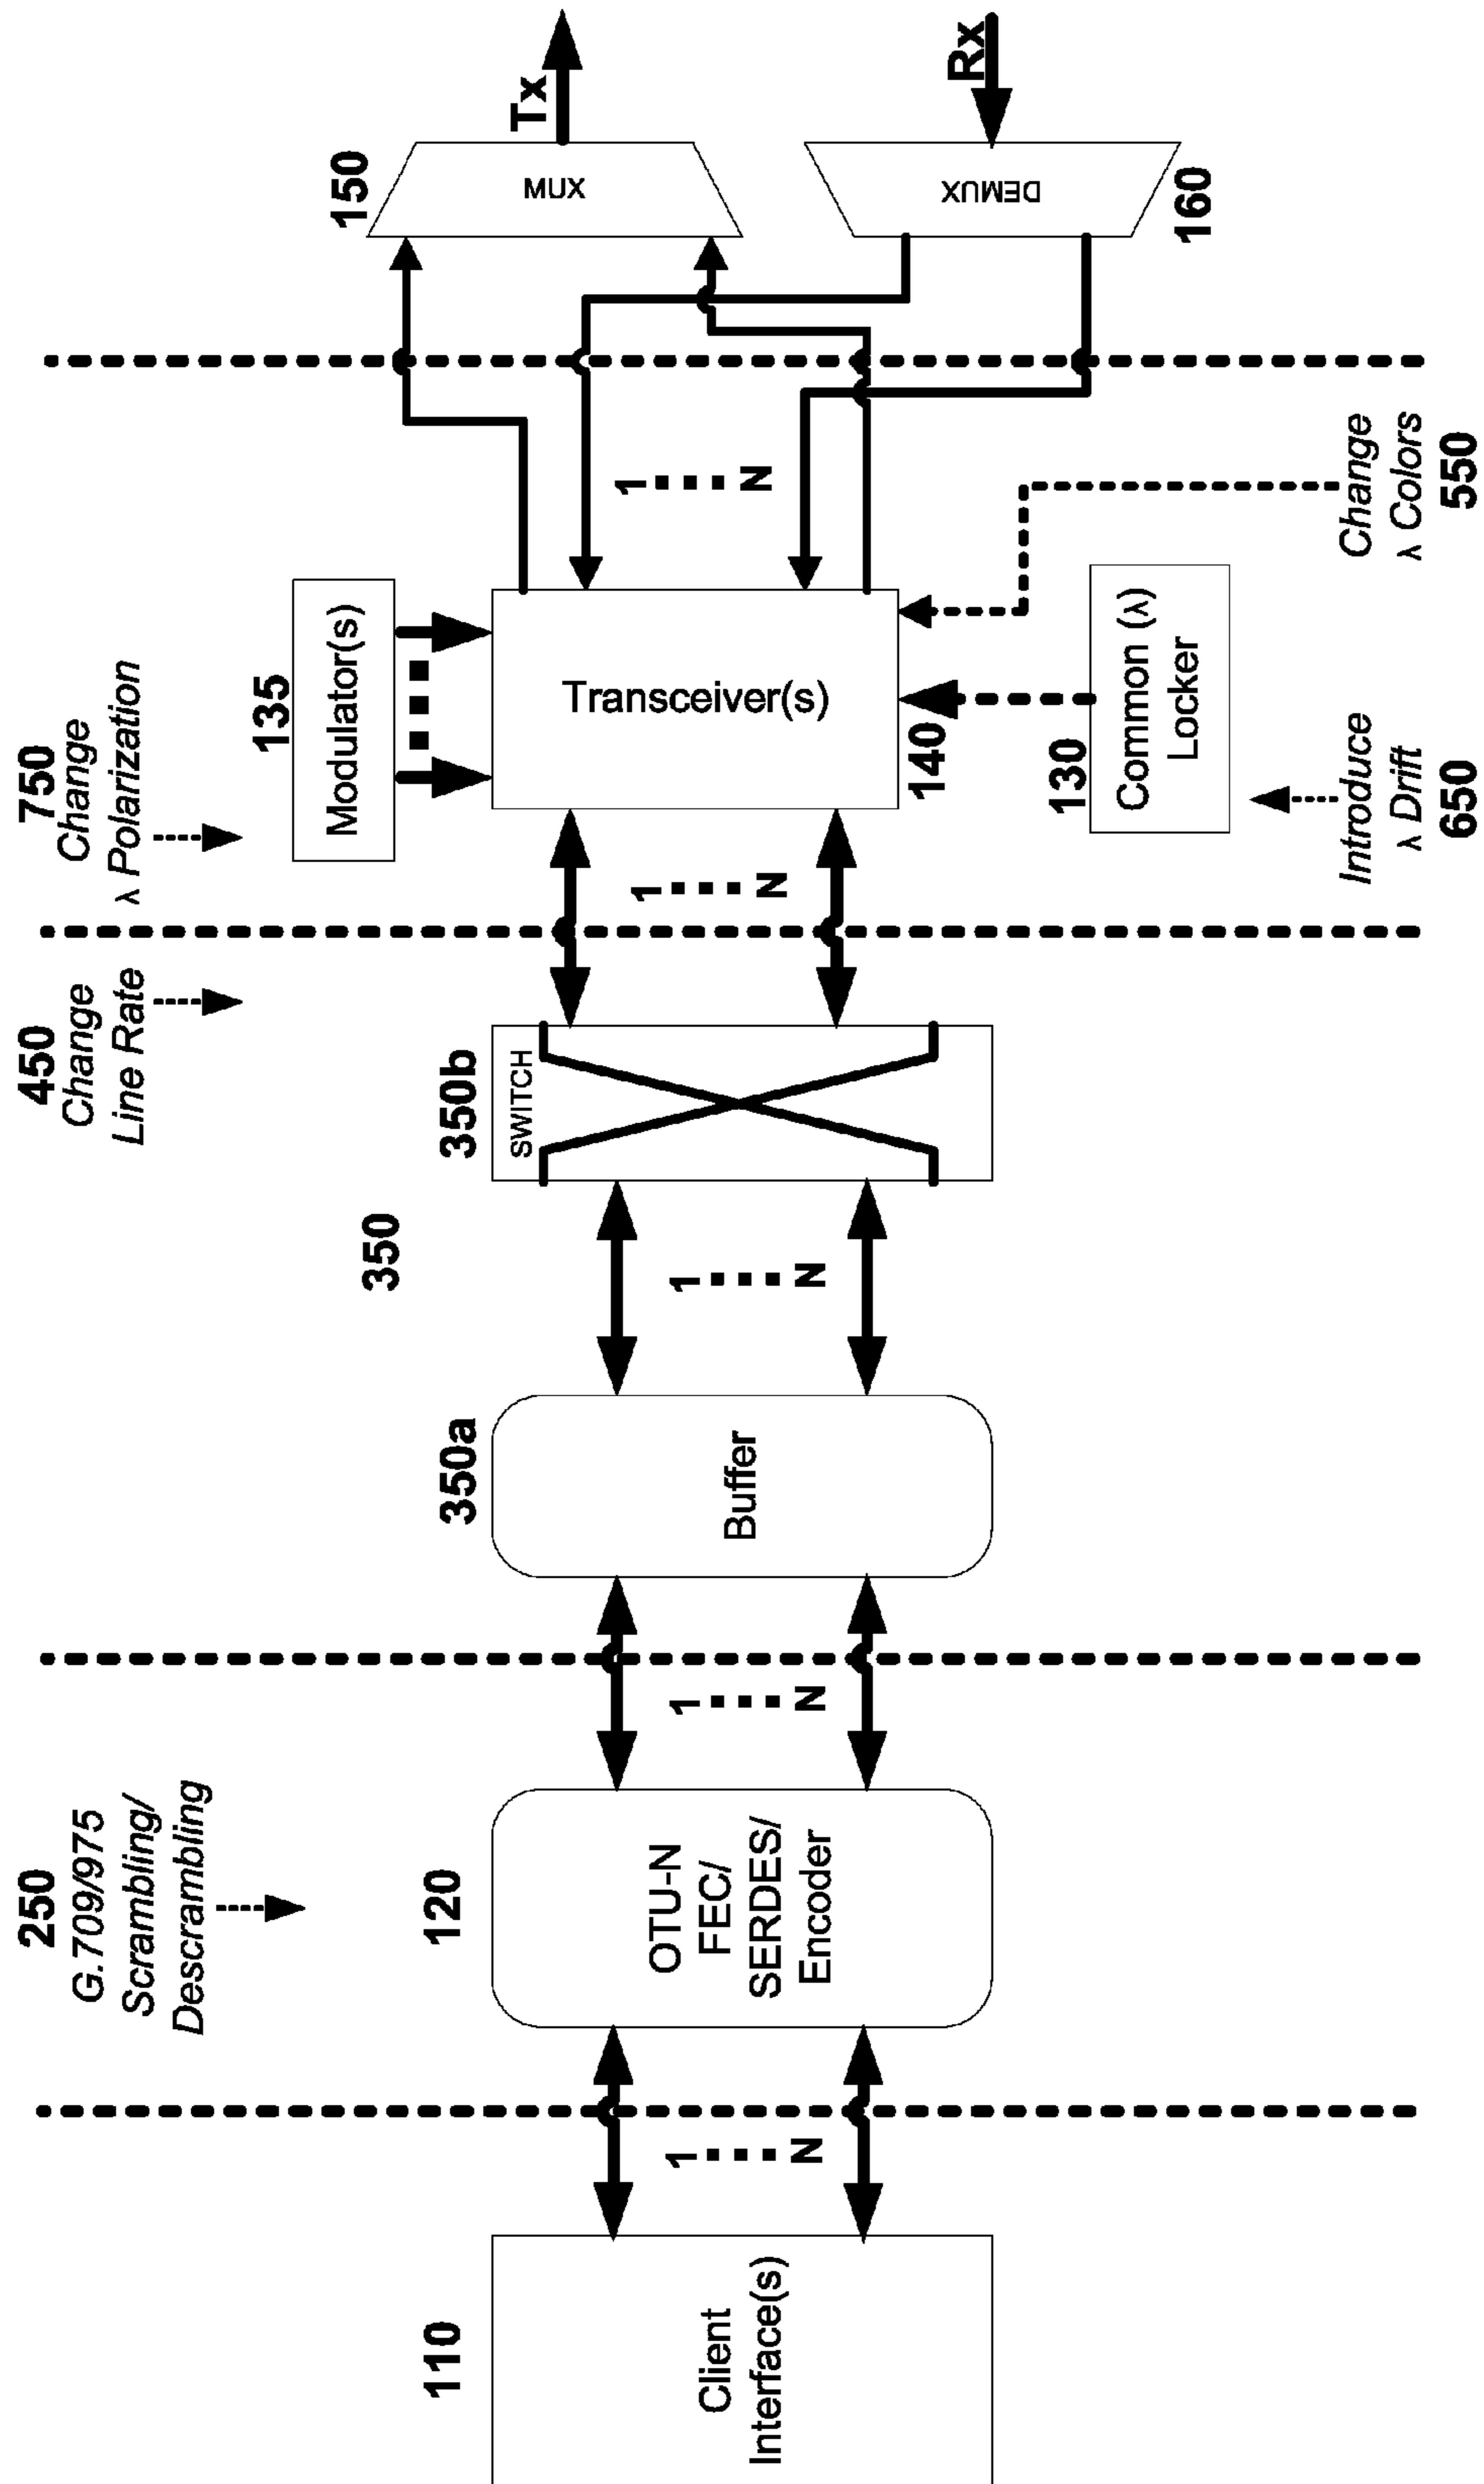 250
G.709/975
Scrambling/
Descrambling
450
Change
Line Rate
750
Change
λ Polarization
110
Client
Interface(s)
1
N
120
OTU-N
FEC/
SERDES/
Encoder
1
N
350a
Buffer
350
1
N
350b
SWITCH
1
N
135
Modulator(s)
Transceiver(s)
140
130
Common (λ)
Locker
Introduce
λ Drift
650
Change
λ Colors
550
1
N
150
MUX
Tx
DEMUX
160
Rx